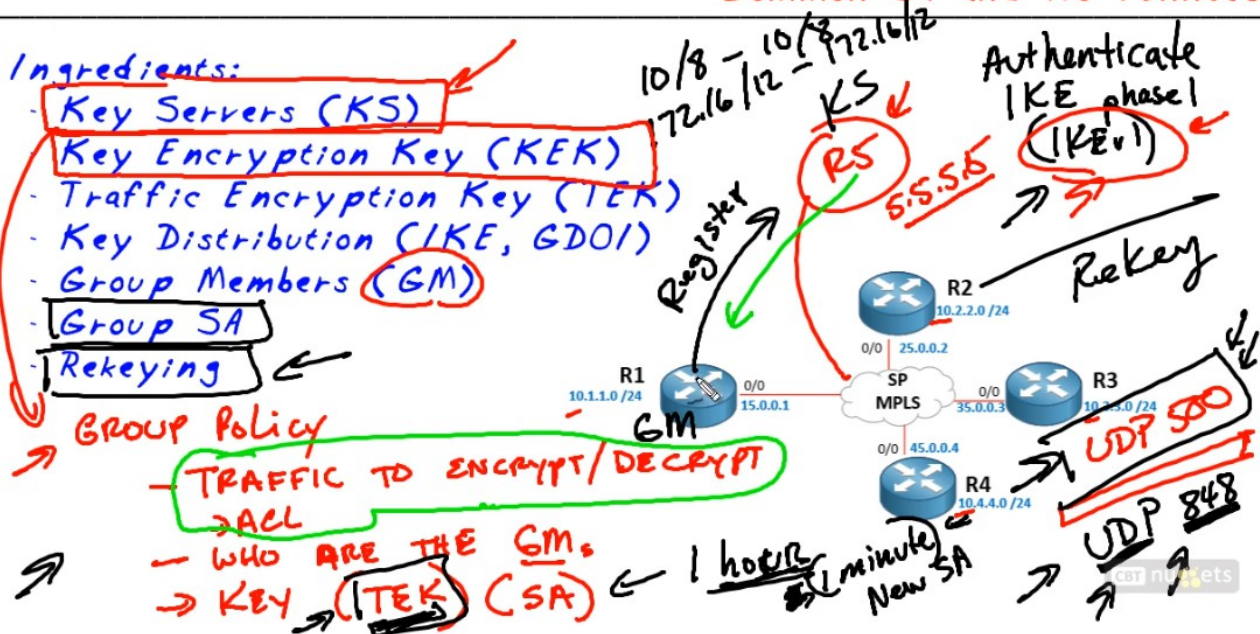 Ingredients:
- Key Servers (KS)
Key Encryption Key (KEK)
- Traffic Encryption Key (TEK)
- Key Distribution (IKE, GDOI)
- Group Members (GM)
- Group SA
- Rekeying
GROUP Policy
- TRAFFIC TO ENCRYPT/DECRYPT
→ACL
- WHO ARE THE GMs
→ KEY (TEK) (SA)
1 hour
1 minute
New SA
10/8 - 10/8
172.16/12 - 172.16/12
KS
R5
5.5.5.5
Authenticate
IKE phase1
(IKEv1)
Register
Rekey
R2
10.2.2.0 /24
0/0 25.0.0.2
R1
10.1.1.0 /24
0/0
15.0.0.1
GM
SP
MPLS
R3
0/0
35.0.0.3
0/0 45.0.0.4
R4
10.4.4.0 /24
UDP 500
UDP 848
CBT nuggets